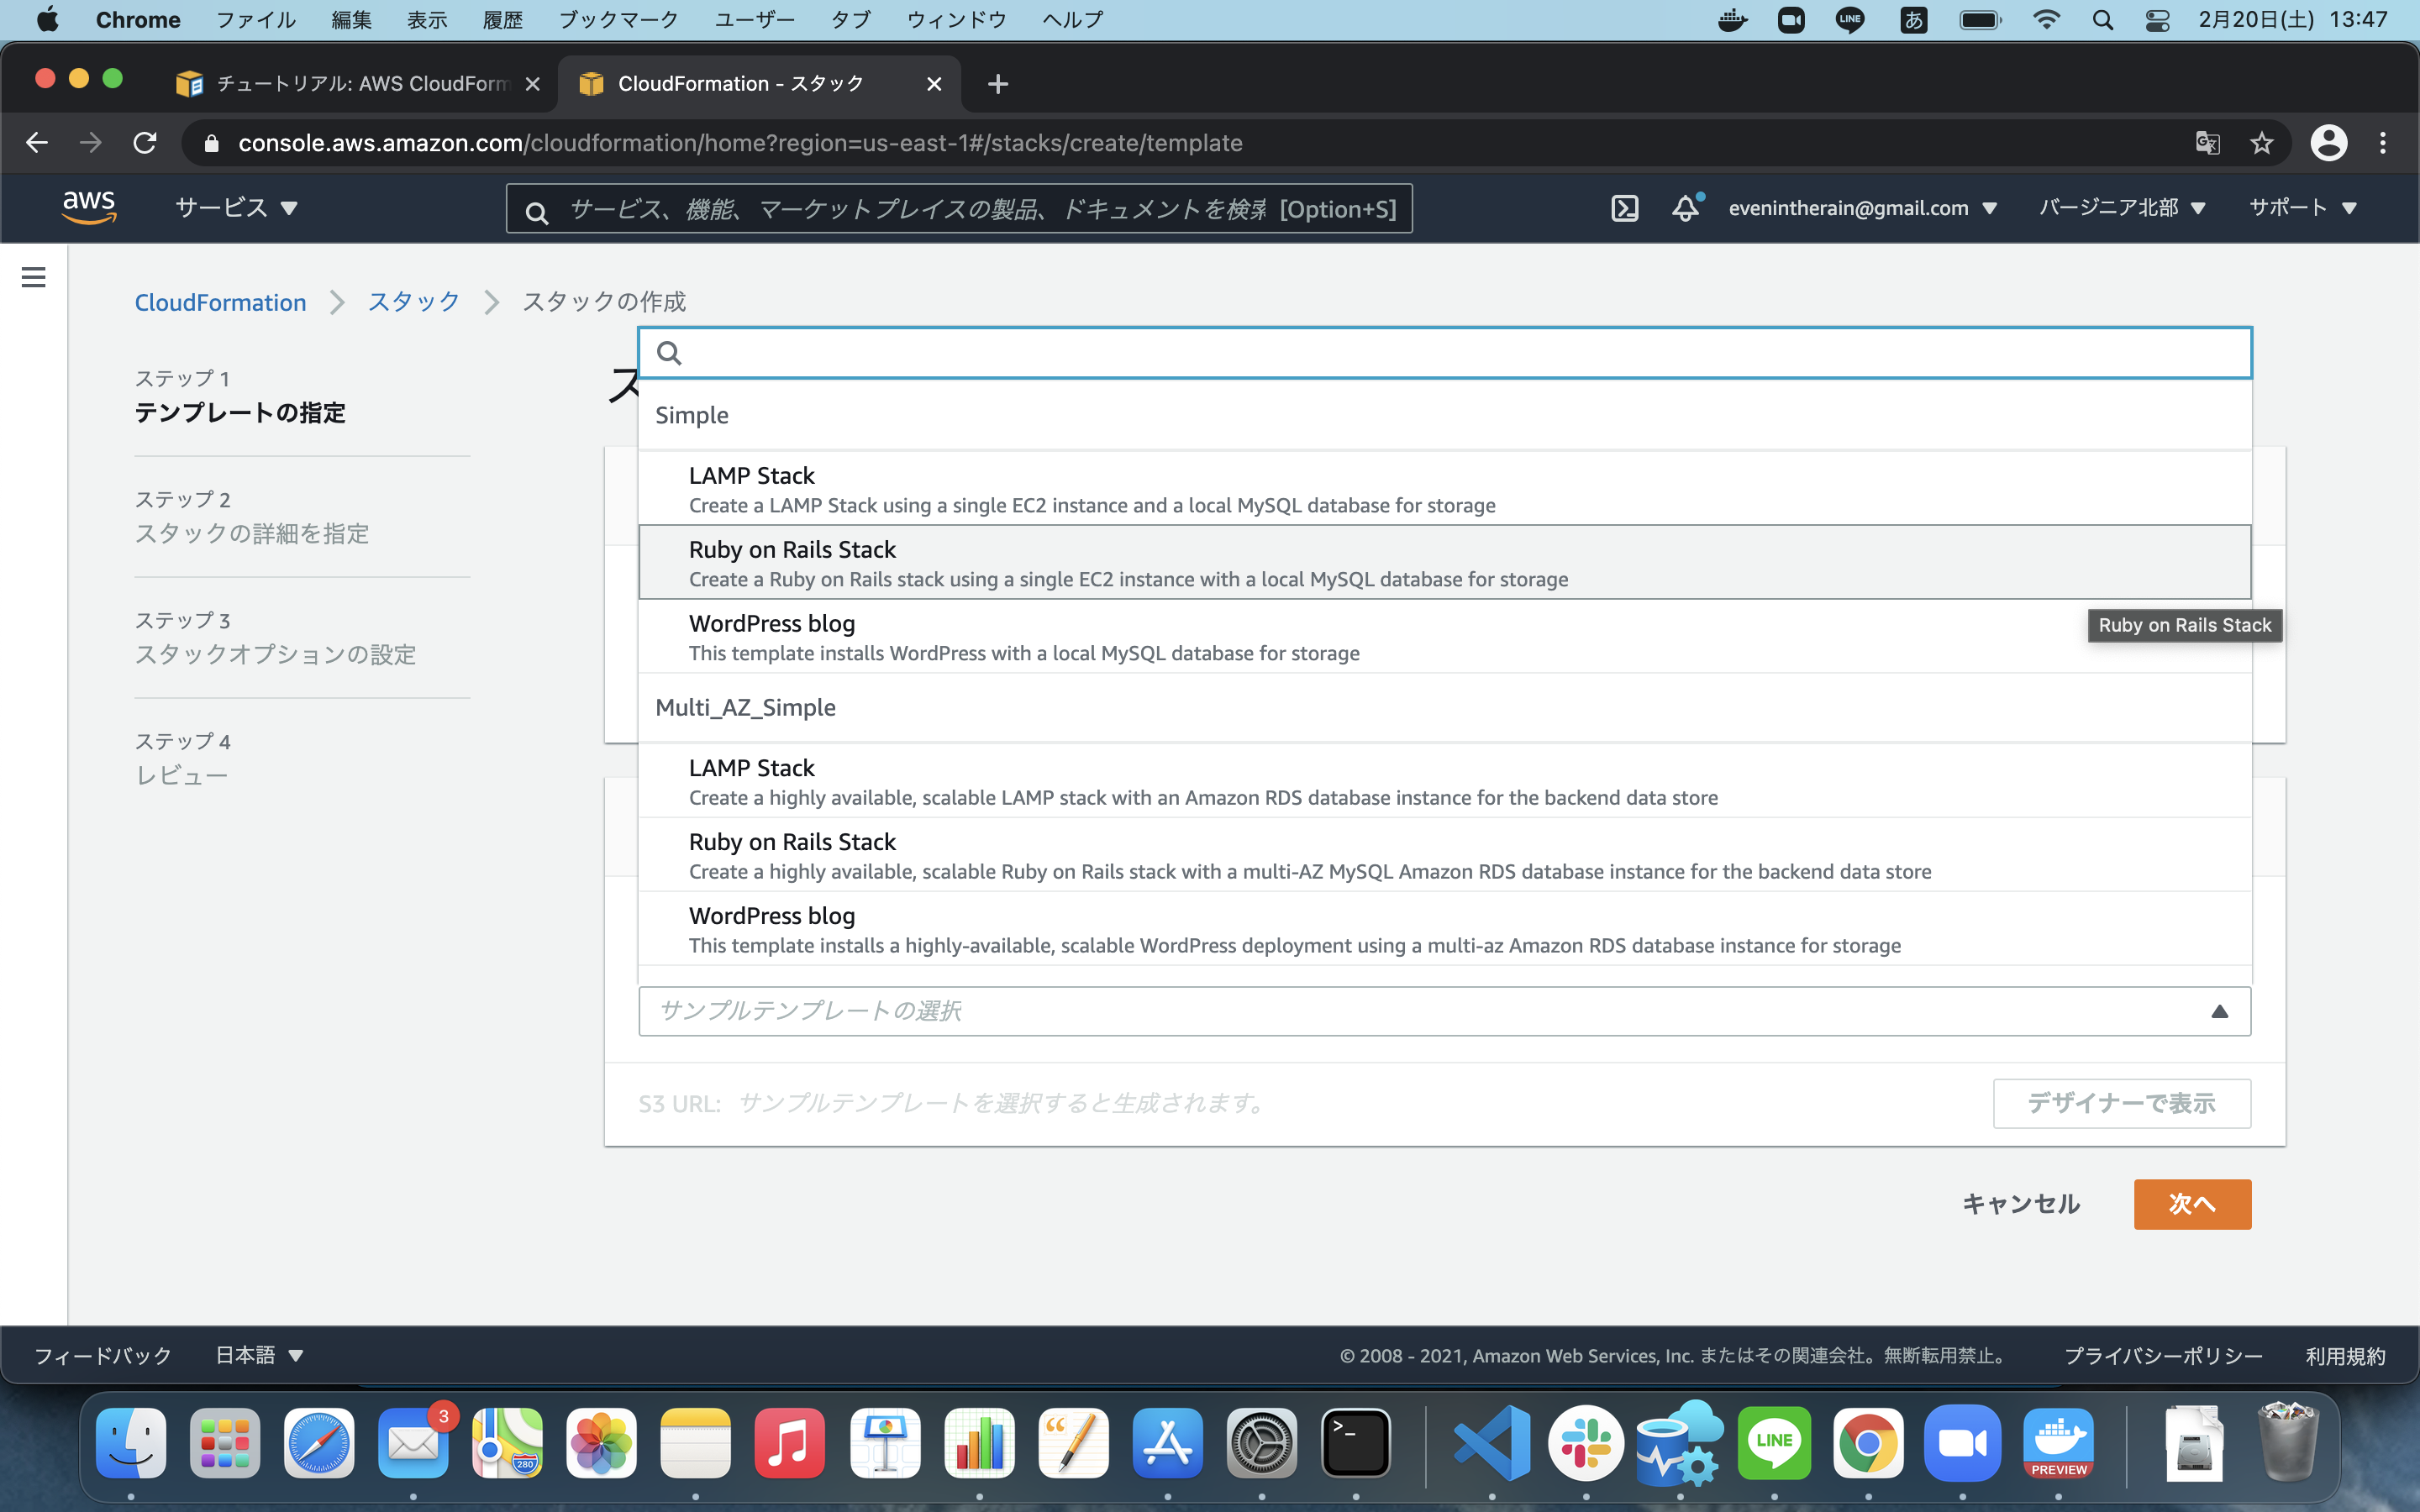 Chrome ファイル 編集 表示 履歴 ブックマーク ユーザー タブ ウィンドウ ヘルプ LINE あ 2月20日(土) 13:47
チュートリアル: AWS CloudForm CloudFormation - スタック
console.aws.amazon.com/cloudformation/home?region=us-east-1#/stacks/create/template
aws サービス サービス、機能、マーケットプレイスの製品、ドキュメントを検索 [Option+S] evenintherain@gmail.com バージニア北部 サポート
CloudFormation スタック スタックの作成
ステップ 1
テンプレートの指定
ステップ 2
スタックの詳細を指定
ステップ 3
スタックオプションの設定
ステップ 4
レビュー
ス
Simple
LAMP Stack
Create a LAMP Stack using a single EC2 instance and a local MySQL database for storage
Ruby on Rails Stack
Create a Ruby on Rails stack using a single EC2 instance with a local MySQL database for storage
WordPress blog
This template installs WordPress with a local MySQL database for storage
Ruby on Rails Stack
Multi_AZ_Simple
LAMP Stack
Create a highly available, scalable LAMP stack with an Amazon RDS database instance for the backend data store
Ruby on Rails Stack
Create a highly available, scalable Ruby on Rails stack with a multi-AZ MySQL Amazon RDS database instance for the backend data store
WordPress blog
This template installs a highly-available, scalable WordPress deployment using a multi-az Amazon RDS database instance for storage
サンプルテンプレートの選択
S3 URL: サンプルテンプレートを選択すると生成されます。 デザイナーで表示
キャンセル 次へ
フィードバック 日本語 © 2008 - 2021, Amazon Web Services, Inc. またはその関連会社。無断転用禁止。 プライバシーポリシー 利用規約
3
280
>_
LINE
PREVIEW